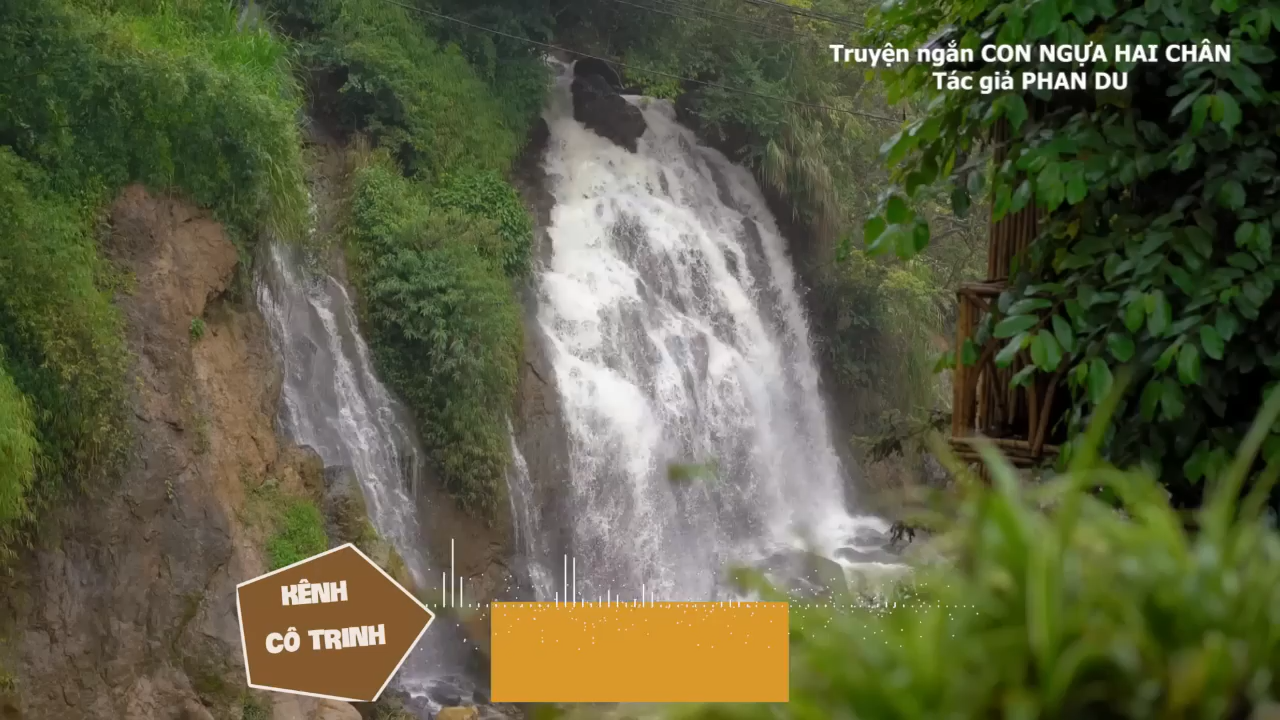 Truyện ngắn CON NGỰA HAI CHÂN
Tác giả PHAN DU
KÊNH
CÔ TRINH